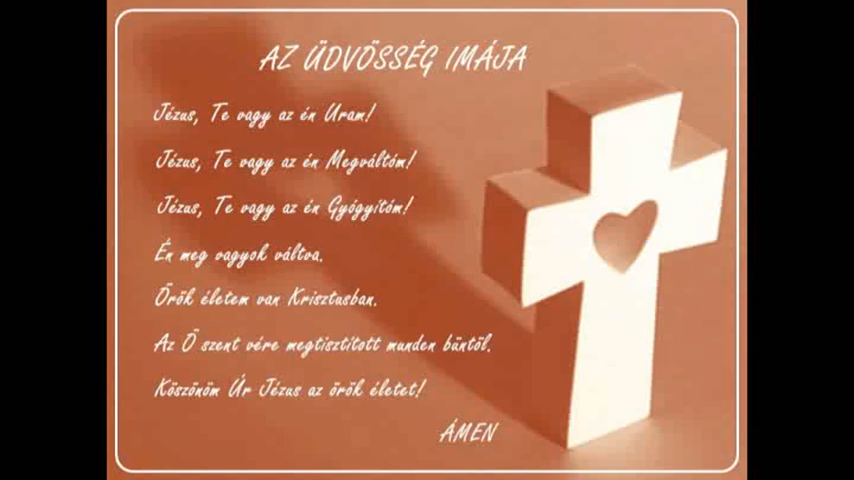 AZ ÜDVÖSSÉG IMÁJA
Jézus, Te vagy az én Uram!
Jézus, Te vagy az én Megváltóm!
Jézus, Te vagy az én Gyógyítóm!
Én meg vagyok váltva.
Örök életem van Krisztusban.
Az Ő szent vére megtisztított munden bűntől.
Köszönöm Úr Jézus az örök életet!
ÁMEN